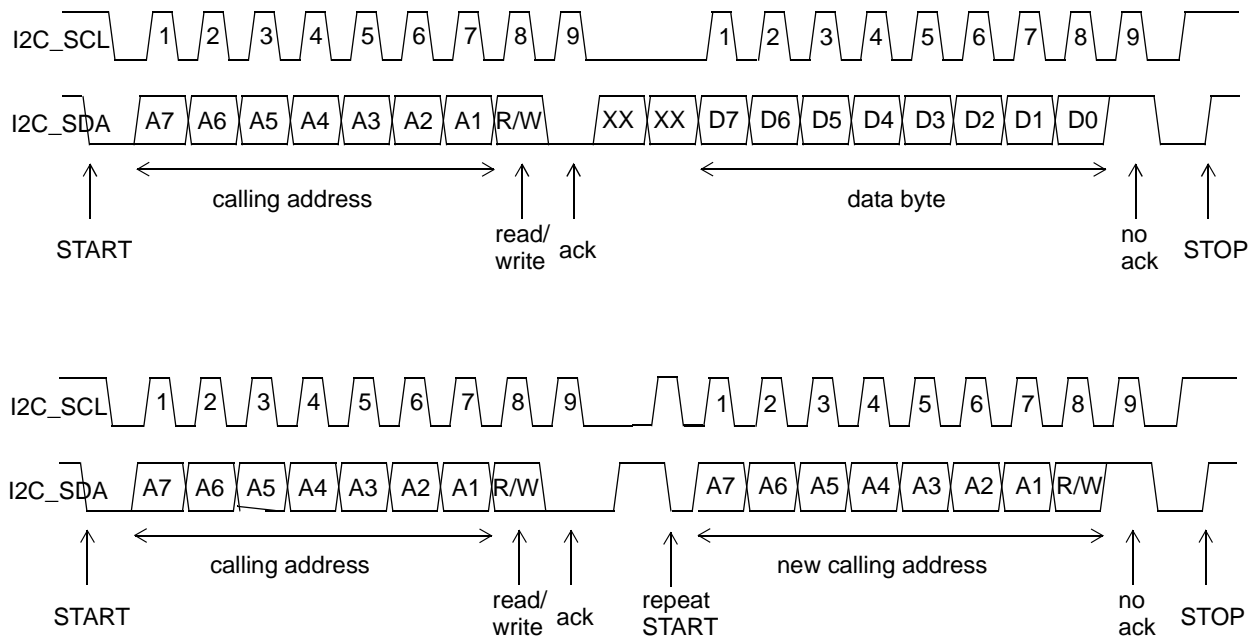 I2C_SCL 1 2 3 4 5 6 7 8 9 1 2 3 4 5 6 7 8 9
I2C_SDA A7 A6 A5 A4 A3 A2 A1 R/W XX XX D7 D6 D5 D4 D3 D2 D1 D0
calling address data byte
START read/ write ack no ack STOP
I2C_SCL 1 2 3 4 5 6 7 8 9 1 2 3 4 5 6 7 8 9
I2C_SDA A7 A6 A5 A4 A3 A2 A1 R/W A7 A6 A5 A4 A3 A2 A1 R/W
calling address new calling address
START read/ write ack repeat START no ack STOP